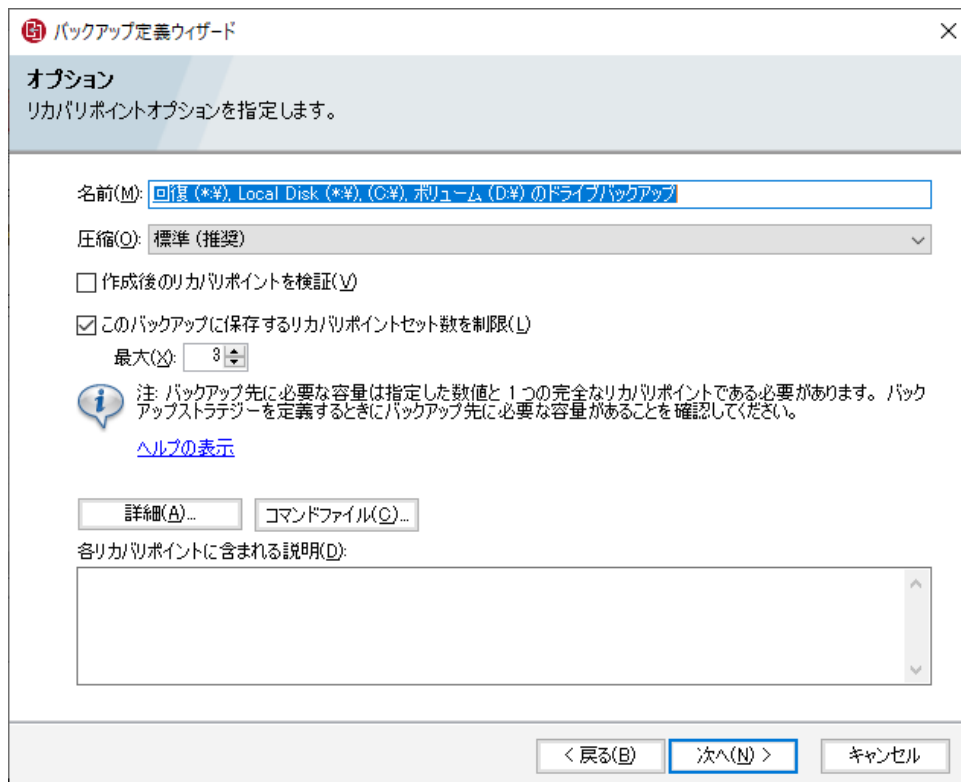 バックアップ定義ウィザード
オプション
リカバリポイントオプションを指定します。
名前(M): 回復 (*:¥), Local Disk (*:¥), (C:¥), ボリューム (D:¥) のドライブバックアップ
圧縮(O): 標準 (推奨)
作成後のリカバリポイントを検証(V)
このバックアップに保存するリカバリポイントセット数を制限(L)
最大(X): 3
注: バックアップ先に必要な容量は指定した数値と 1 つの完全なリカバリポイントである必要があります。 バック
アップストラテジーを定義するときにバックアップ先に必要な容量があることを確認してください。
ヘルプの表示
詳細(A)... コマンドファイル(C)...
各リカバリポイントに含まれる説明(D):
< 戻る(B) 次へ(N) > キャンセル